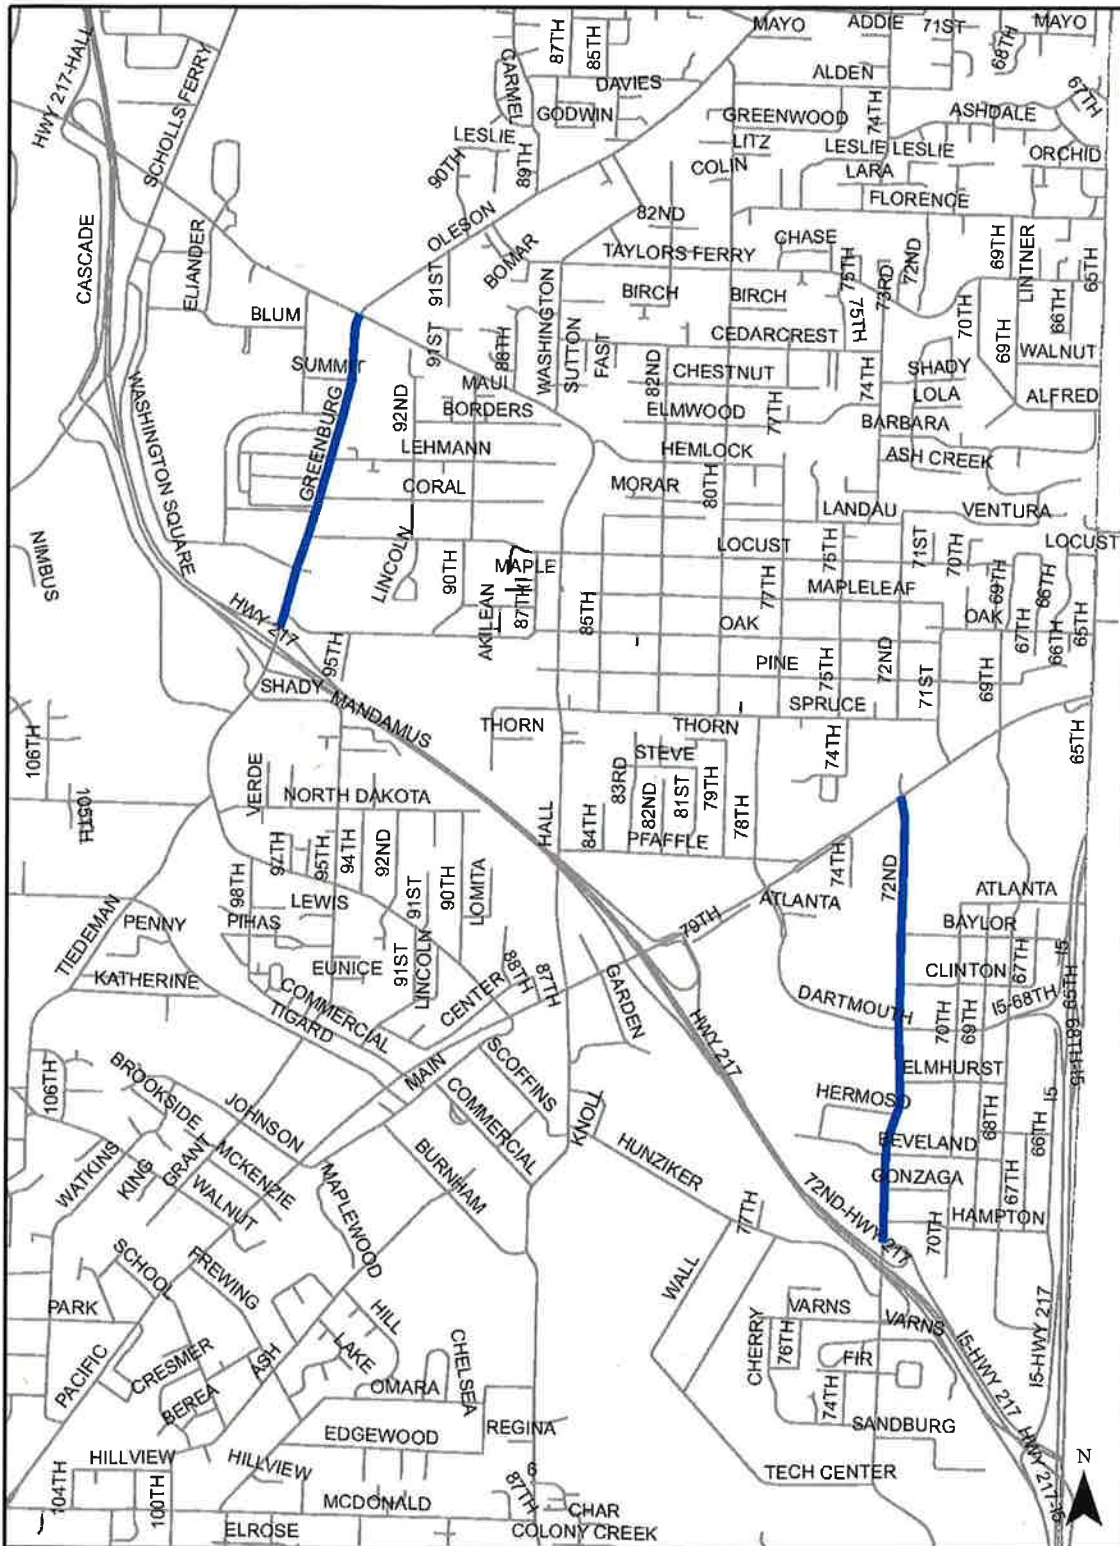 MAYO
ADDIE
71ST
MAYO
68TH
HWY 217-HALL
SCHOLLS FERRY
CARMEL
87TH
85TH
DAVIES
ALDEN
67TH
GODWIN
GREENWOOD
74TH
ASHDALE
LESLIE
LITZ
LESLIE
LESLIE
ORCHID
90TH
89TH
COLIN
LARA
FLORENCE
CASCADE
ELIANDER
OLESON
82ND
BOMAR
TAYLORS FERRY
CHASE
72ND
69TH
LINTNER
91ST
WASHINGTON
75TH
73RD
65TH
BIRCH
BIRCH
75TH
70TH
66TH
BLUM
91ST
88TH
SUTTON
FAST
CEDARCREST
69TH
WALNUT
SUMMIT
MAUI
82ND
CHESTNUT
74TH
SHADY
WASHINGTON SQUARE
GREENBURG
92ND
BORDERS
ELMWOOD
77TH
LOLA
ALFRED
BARBARA
LEHMANN
HEMLOCK
ASH CREEK
CORAL
MORAR
80TH
LANDAU
VENTURA
NIMBUS
LINCOLN
90TH
MAPLE
LOCUST
75TH
71ST
70TH
LOCUST
87TH
77TH
MAPLELEAF
69TH
66TH
HWY-217
AKILEAN
85TH
OAK
OAK
67TH
66TH
65TH
95TH
PINE
75TH
72ND
71ST
69TH
SHADY
SPRUCE
MANDAMUS
THORN
THORN
74TH
65TH
106TH
STEVE
83RD
82ND
81ST
79TH
78TH
VERDE
NORTH DAKOTA
105TH
HALL
84TH
PFAFFLE
72ND
97TH
95TH
94TH
92ND
74TH
98TH
LEWIS
91ST
90TH
LOMITA
ATLANTA
ATLANTA
TIEDEMAN
PENNY
PIHAS
79TH
BAYLOR
EUNICE
91ST
LINCOLN
88TH
87TH
CLINTON
67TH
I5
KATHERINE
COMMERCIAL
CENTER
GARDEN
DARTMOUTH
I5-68TH
65TH
TIGARD
70TH
69TH
68TH-I5
HWY 217
MAIN
SCOFFINS
ELMHURST
106TH
BROOKSIDE
COMMERCIAL
HERMOSO
I5
JOHNSON
KNOLL
68TH
66TH
WATKINS
GRANT
MCKENZIE
BURNHAM
HUNZIKER
BEVELAND
KING
WALNUT
MAPLEWOOD
GONZAGA
67TH
72ND-HWY 217
77TH
70TH
HAMPTON
SCHOOL
FREWING
WALL
PARK
HILL
VARNS
VARNS
I5-HWY 217
I5-HWY 217
PACIFIC
CRESMER
ASH
LAKE
CHELSEA
CHERRY
76TH
FIR
BEREA
OMARA
74TH
REGINA
SANDBURG
EDGEWOOD
HWY 217-I5
N
HILLVIEW
HILLVIEW
TECH CENTER
104TH
100TH
MCDONALD
87TH
6
CHAR
ELROSE
COLONY CREEK